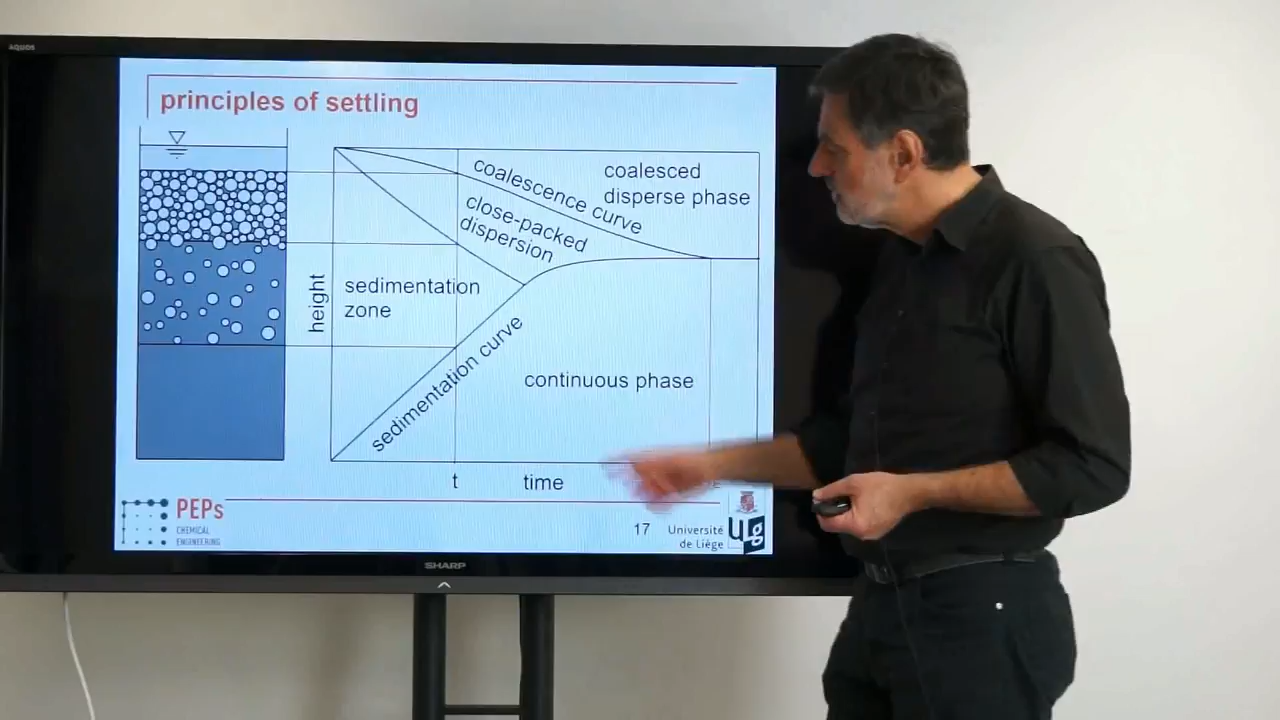 AQUOS
principles of settling
coalescence curve
coalesced
disperse phase
close-packed
dispersion
height
sedimentation
zone
sedimentation curve
continuous phase
t
time
PEPs
CHEMICAL
ENGINEERING
17
Université
de Liège
ULg
SHARP